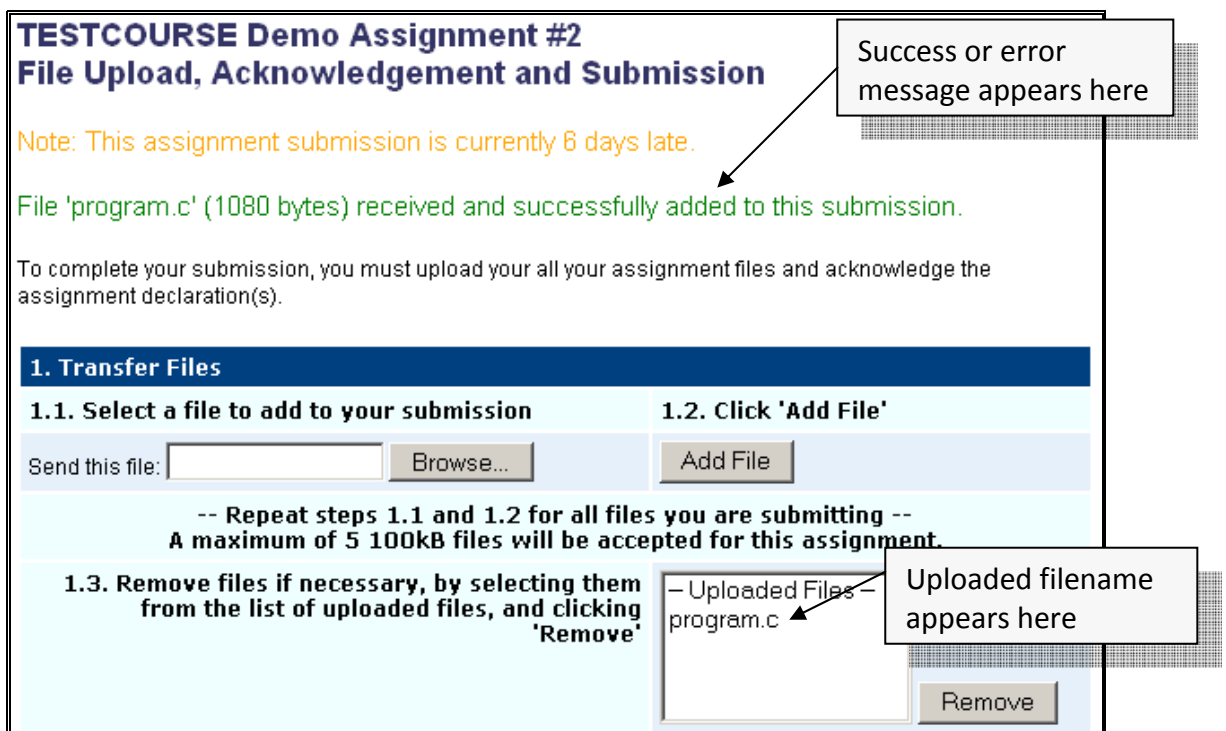 TESTCOURSE Demo Assignment #2
File Upload, Acknowledgement and Submission
Success or error
message appears here
Note: This assignment submission is currently 6 days late.
File 'program.c' (1080 bytes) received and successfully added to this submission.
To complete your submission, you must upload your all your assignment files and acknowledge the
assignment declaration(s).
1. Transfer Files
1.1. Select a file to add to your submission
1.2. Click 'Add File'
Send this file:
Browse...
Add File
-- Repeat steps 1.1 and 1.2 for all files you are submitting --
A maximum of 5 100kB files will be accepted for this assignment.
1.3. Remove files if necessary, by selecting them
from the list of uploaded files, and clicking
'Remove'
-- Uploaded Files --
program.c
Uploaded filename
appears here
Remove